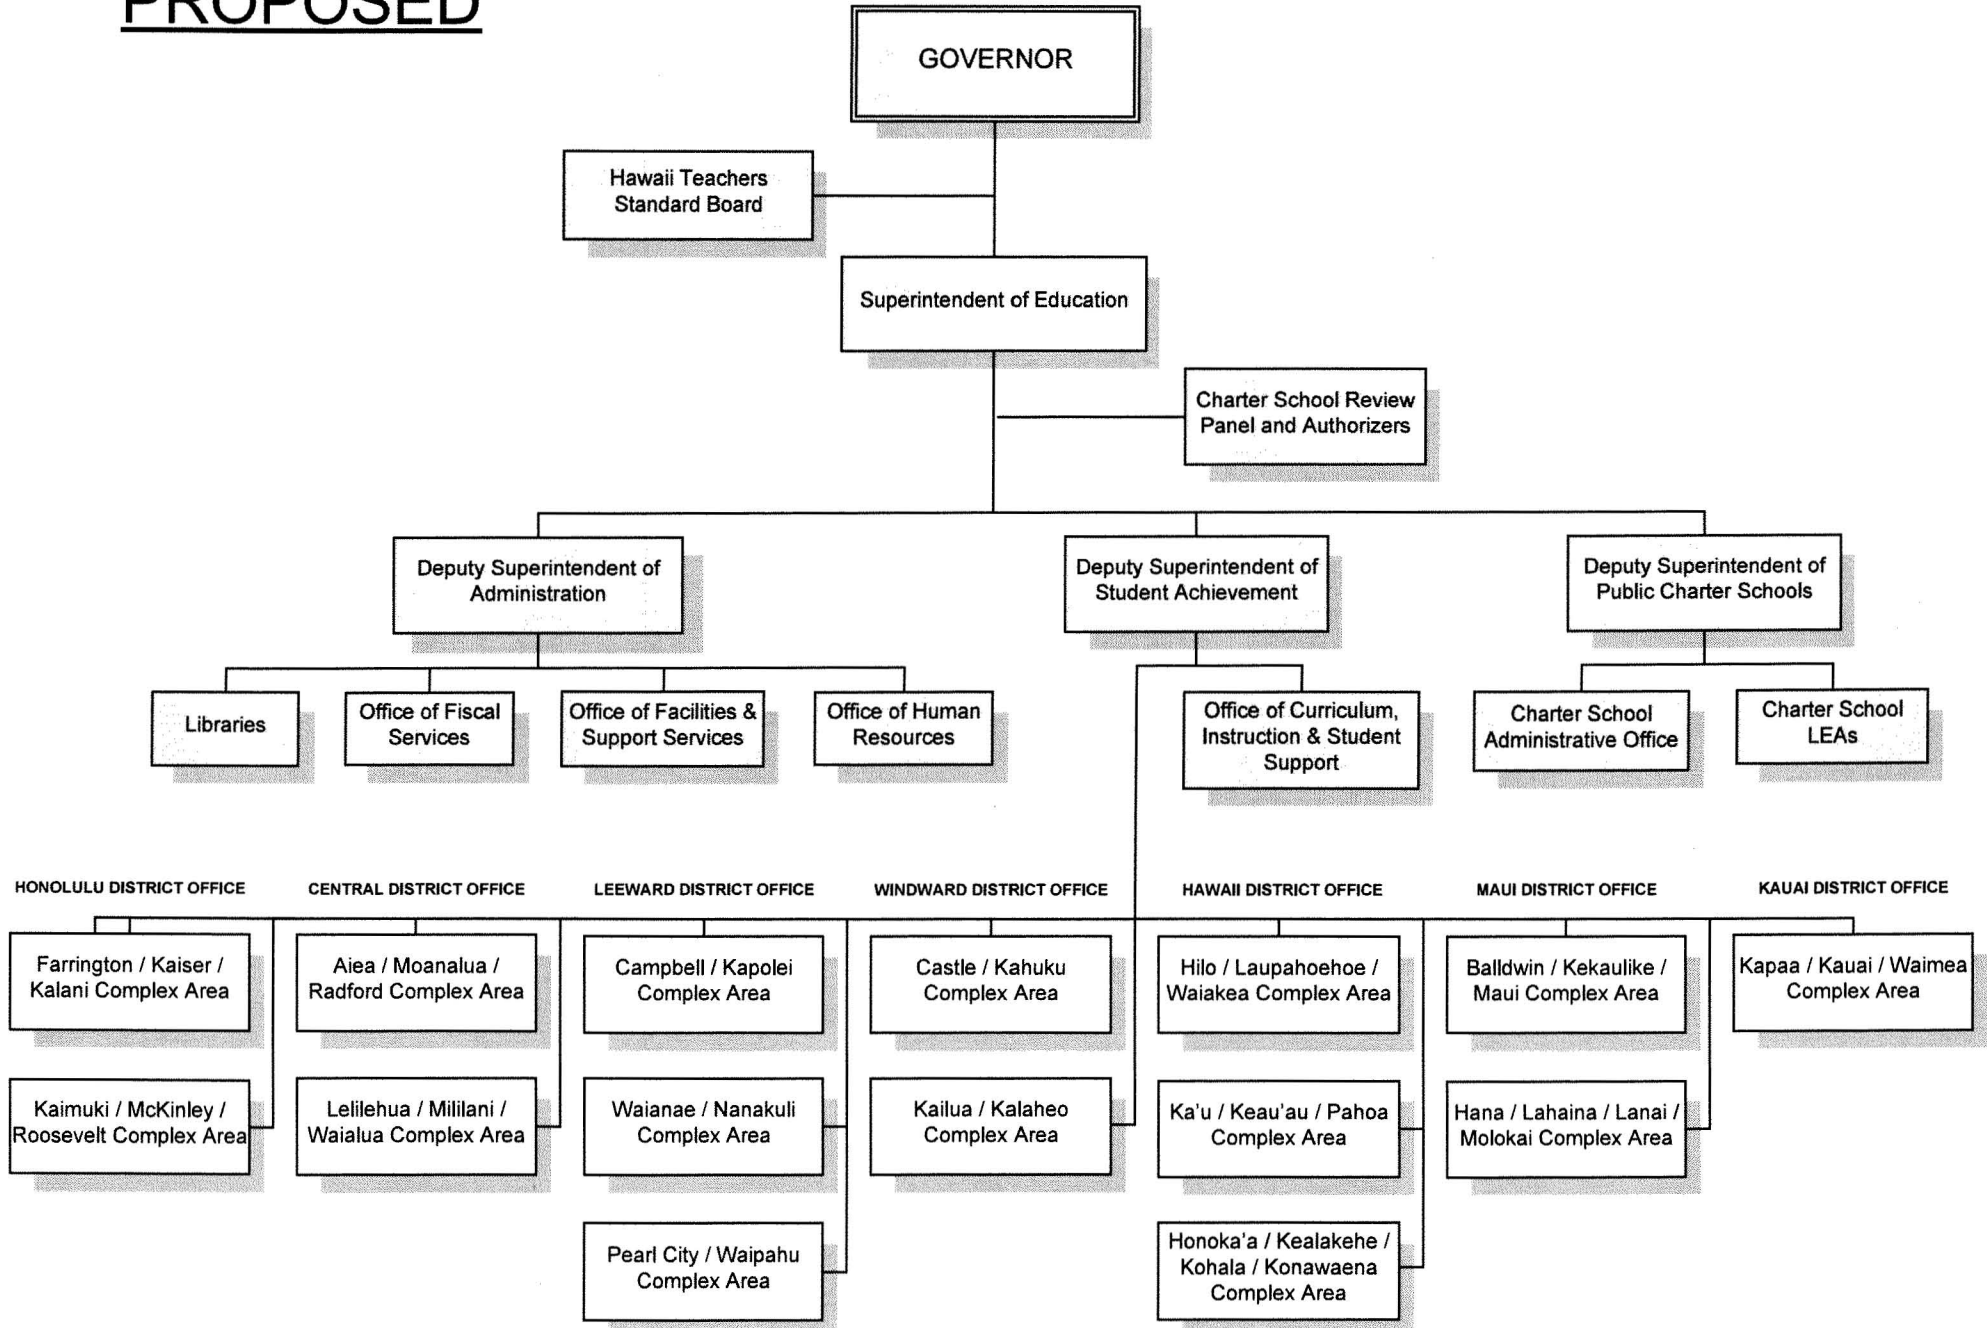 PROPOSED
GOVERNOR
Hawaii Teachers
Standard Board
Superintendent of Education
Charter School Review
Panel and Authorizers
Deputy Superintendent of
Administration
Deputy Superintendent of
Student Achievement
Deputy Superintendent of
Public Charter Schools
Libraries
Office of Fiscal
Services
Office of Facilities &
Support Services
Office of Human
Resources
Office of Curriculum,
Instruction & Student
Support
Charter School
Administrative Office
Charter School
LEAs
HONOLULU DISTRICT OFFICE
CENTRAL DISTRICT OFFICE
LEEWARD DISTRICT OFFICE
WINDWARD DISTRICT OFFICE
HAWAII DISTRICT OFFICE
MAUI DISTRICT OFFICE
KAUAI DISTRICT OFFICE
Farrington / Kaiser /
Kalani Complex Area
Aiea / Moanalua /
Radford Complex Area
Campbell / Kapolei
Complex Area
Castle / Kahuku
Complex Area
Hilo / Laupahoehoe /
Waiakea Complex Area
Balldwin / Kekaulike /
Maui Complex Area
Kapaa / Kauai / Waimea
Complex Area
Kaimuki / McKinley /
Roosevelt Complex Area
Lelilehua / Mililani /
Waialua Complex Area
Waianae / Nanakuli
Complex Area
Kailua / Kalaheo
Complex Area
Ka'u / Keau'au / Pahoa
Complex Area
Hana / Lahaina / Lanai /
Molokai Complex Area
Pearl City / Waipahu
Complex Area
Honoka'a / Kealakehe /
Kohala / Konawaena
Complex Area